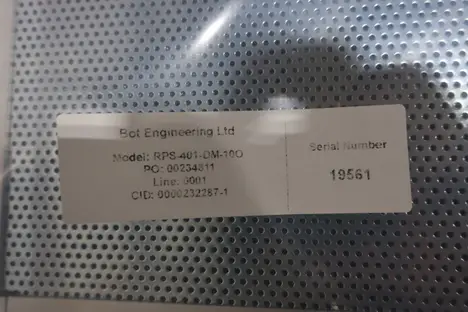 Bot Engineering Ltd
Model: RPS-401-DM-10O
PO: 00234811
Line: 0001
CID: 0000232287-1
Serial Number
19561